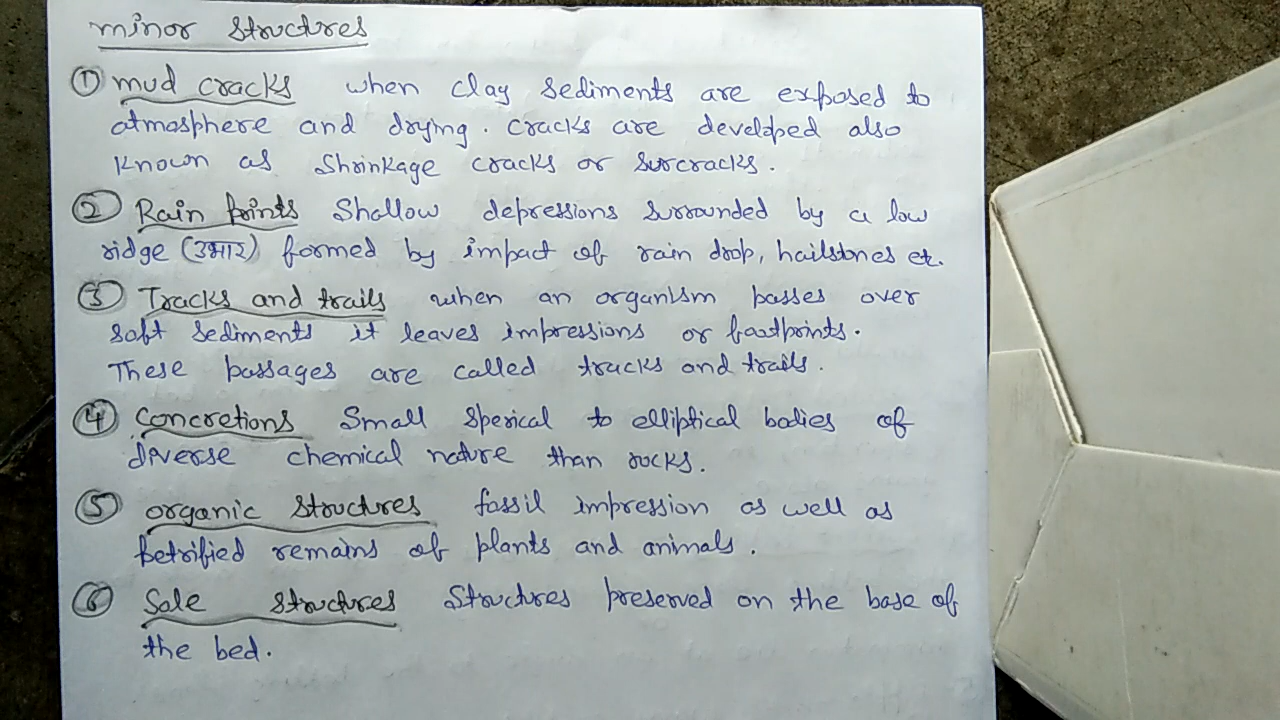 minor structures
① mud cracks when clay sediments are exposed to
atmosphere and drying. cracks are developed also
known as Shrinkage cracks or surcracks.
② Rain prints Shallow depressions surrounded by a low
ridge (उभार) formed by impact of rain drop, hailstones etc.
③ Tracks and trails when an organism passes over
soft sediments it leaves impressions or footprints.
These passages are called tracks and trails.
④ Concretions Small sperical to elliptical bodies of
diverse chemical nature than rocks.
⑤ organic structures fossil impression as well as
petrified remains of plants and animals.
⑥ Sole structures Structures preserved on the base of
the bed.